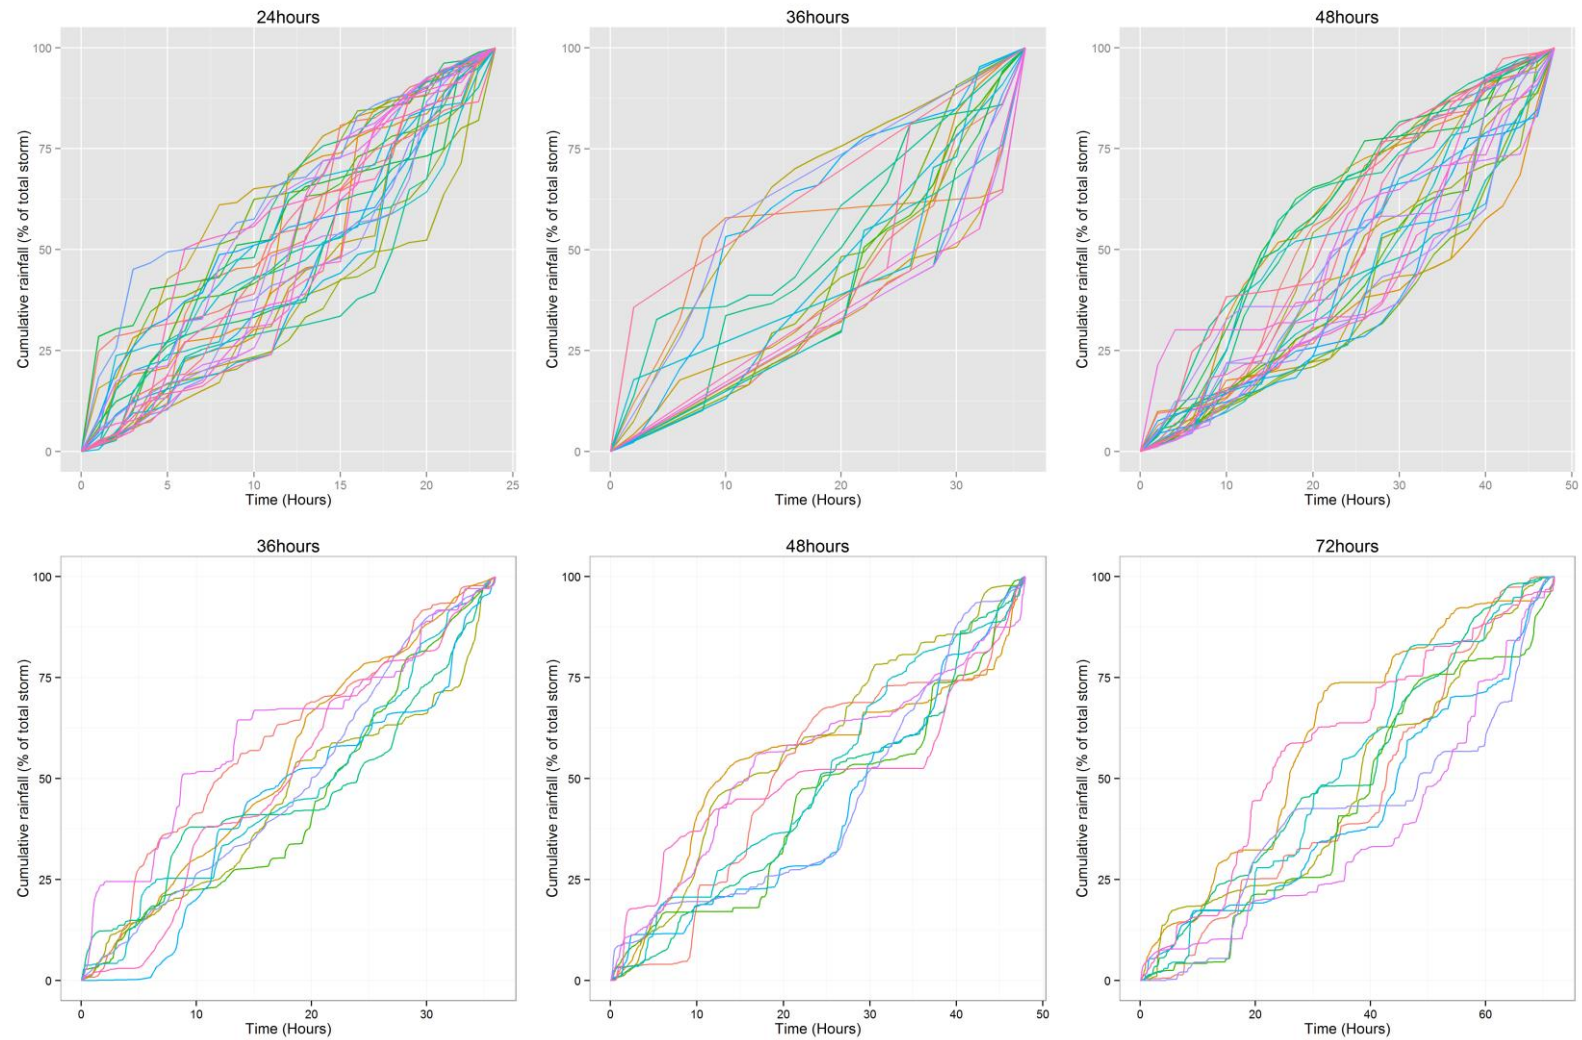 24hours
36hours
48hours
Cumulative rainfall (% of total storm)
100
75
50
25
0
0 5 10 15 20 25
Time (Hours)
Cumulative rainfall (% of total storm)
100
75
50
25
0
0 10 20 30
Time (Hours)
Cumulative rainfall (% of total storm)
100
75
50
25
0
0 10 20 30 40 50
Time (Hours)
36hours
48hours
72hours
Cumulative rainfall (% of total storm)
100
75
50
25
0
0 10 20 30
Time (Hours)
Cumulative rainfall (% of total storm)
100
75
50
25
0
0 10 20 30 40 50
Time (Hours)
Cumulative rainfall (% of total storm)
100
75
50
25
0
0 20 40 60
Time (Hours)